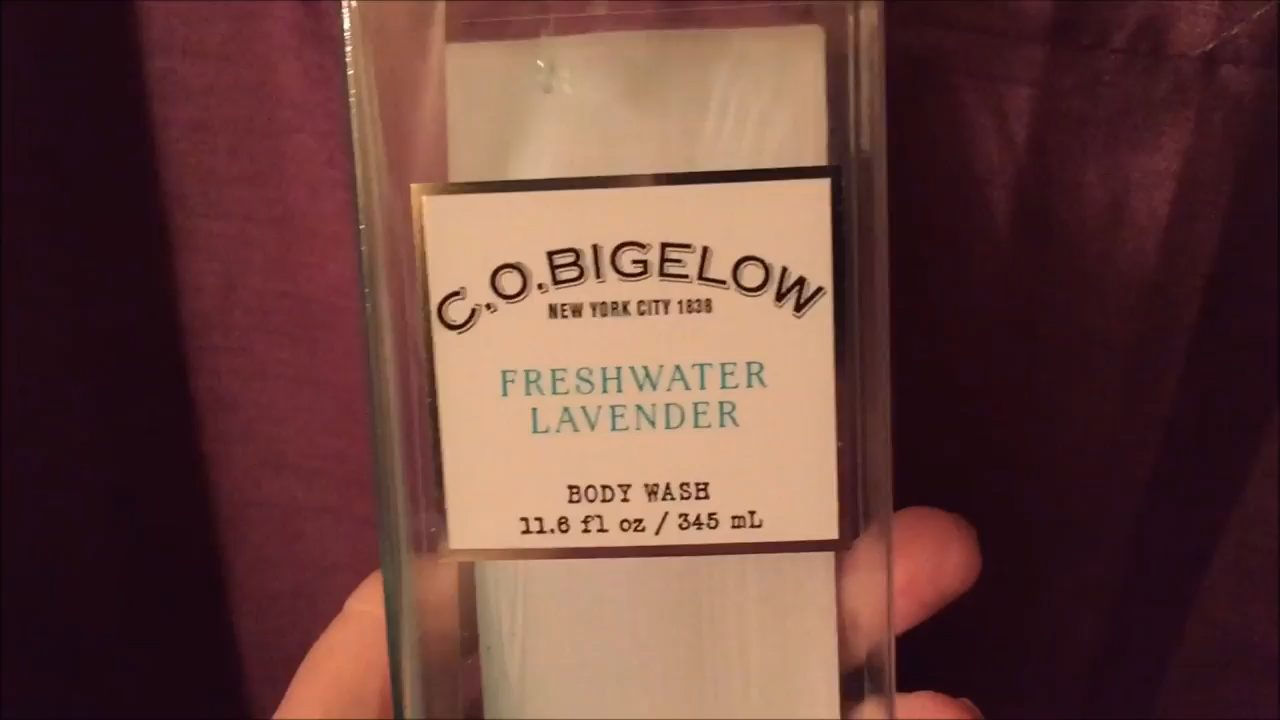 C.O.BIGELOW
NEW YORK CITY 1838
FRESHWATER
LAVENDER
BODY WASH
11.6 fl oz / 345 mL